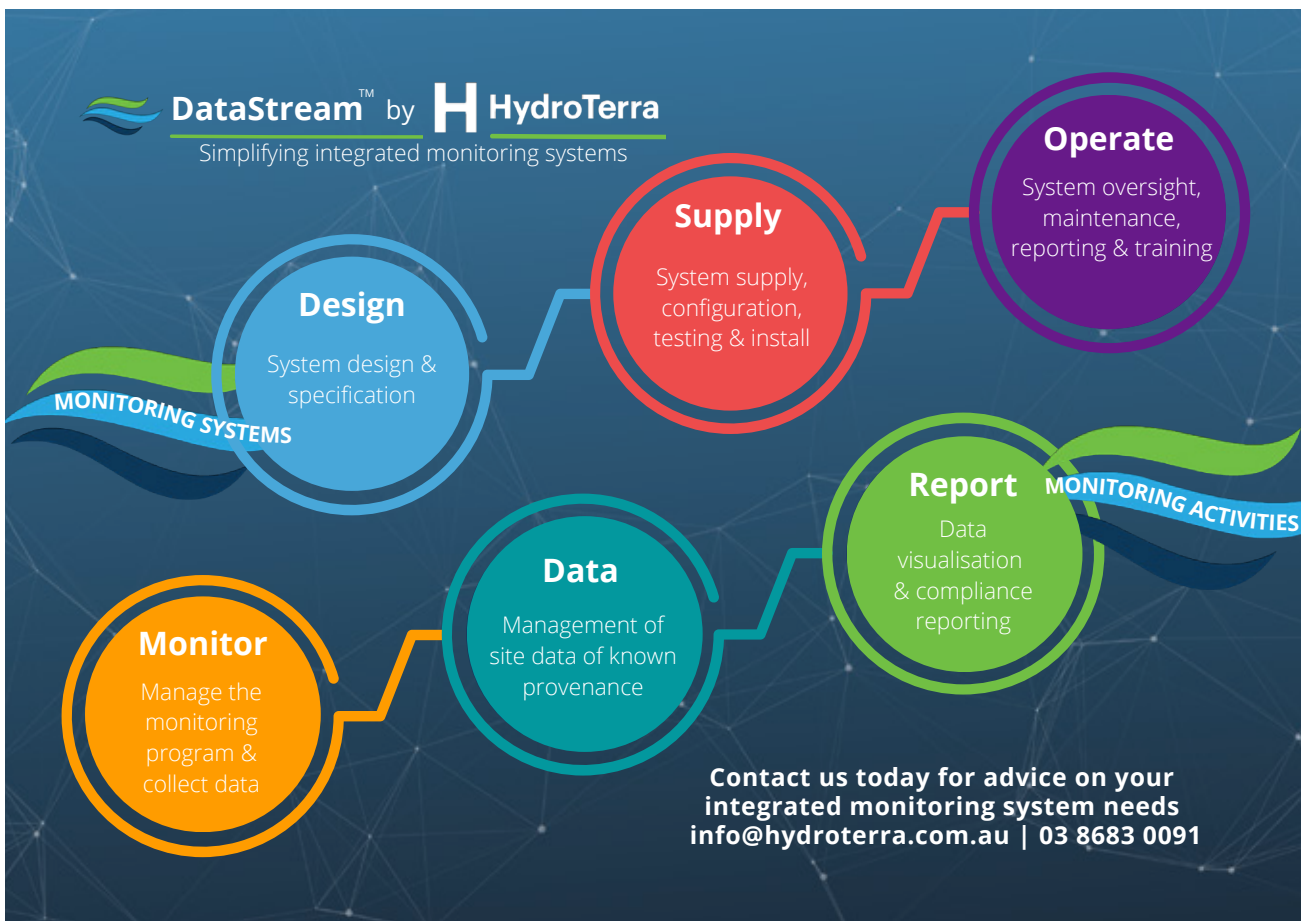 DataStream™ by H HydroTerra
Simplifying integrated monitoring systems
MONITORING SYSTEMS
Design
System design &
specification
Supply
System supply,
configuration,
testing & install
Operate
System oversight,
maintenance,
reporting & training
MONITORING ACTIVITIES
Monitor
Manage the
monitoring
program &
collect data
Data
Management of
site data of known
provenance
Report
Data
visualisation
& compliance
reporting
Contact us today for advice on your
integrated monitoring system needs
info@hydroterra.com.au | 03 8683 0091